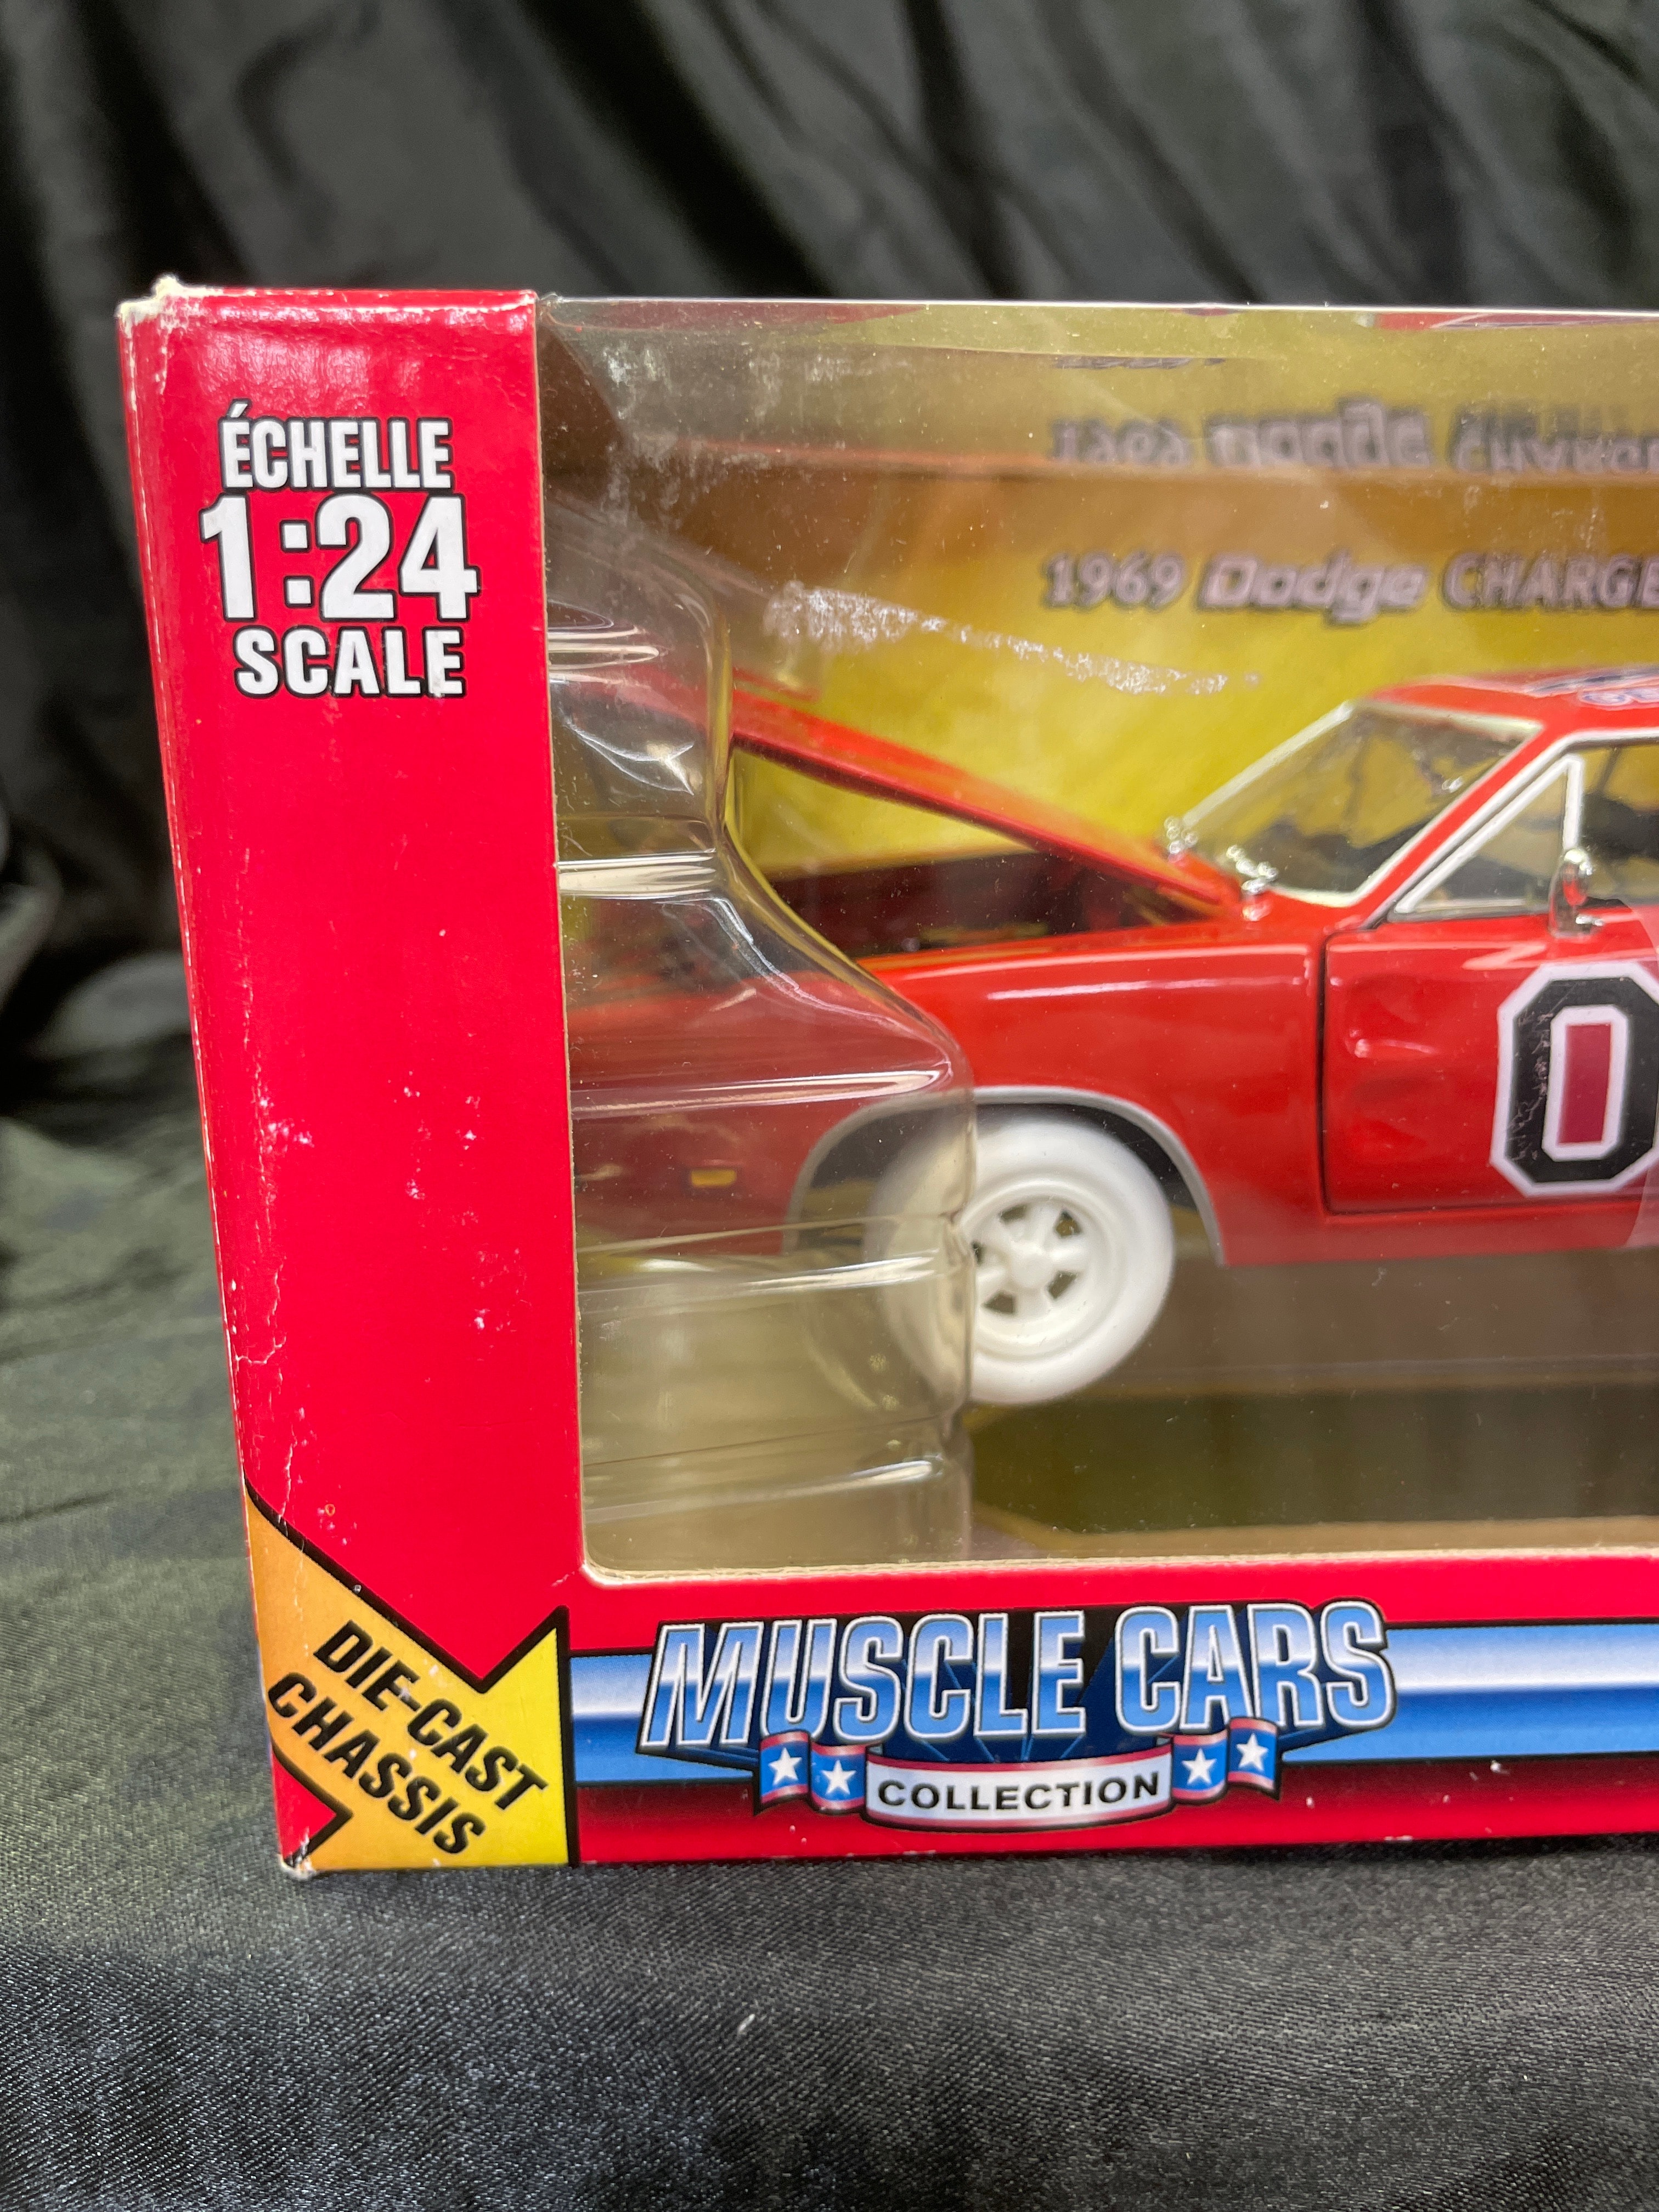 ÉCHELLE
1:24
SCALE
1969 Dodge CHARGE
0
DIE-CAST
CHASSIS
MUSCLE CARS
COLLECTION